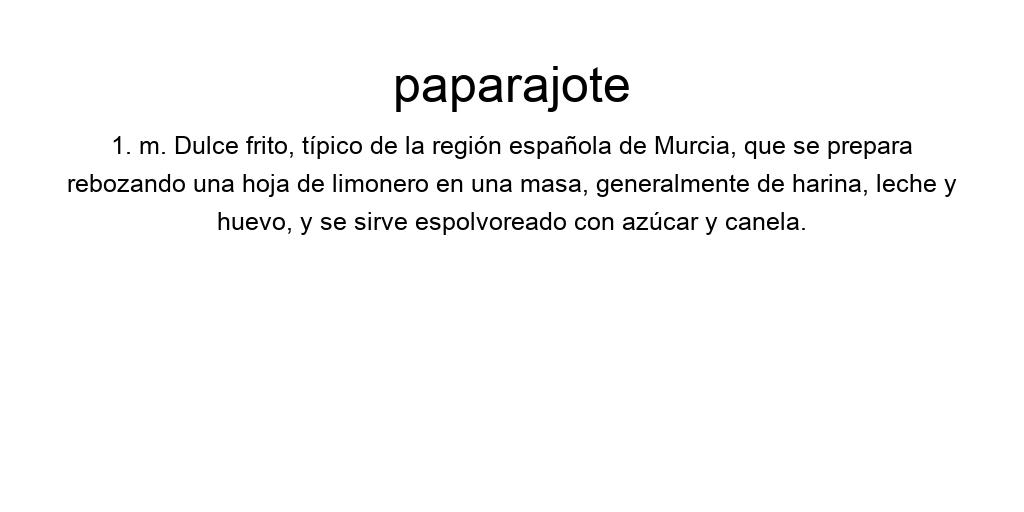 paparajote
1. m. Dulce frito, típico de la región española de Murcia, que se prepara
rebozando una hoja de limonero en una masa, generalmente de harina, leche y
huevo, y se sirve espolvoreado con azúcar y canela.